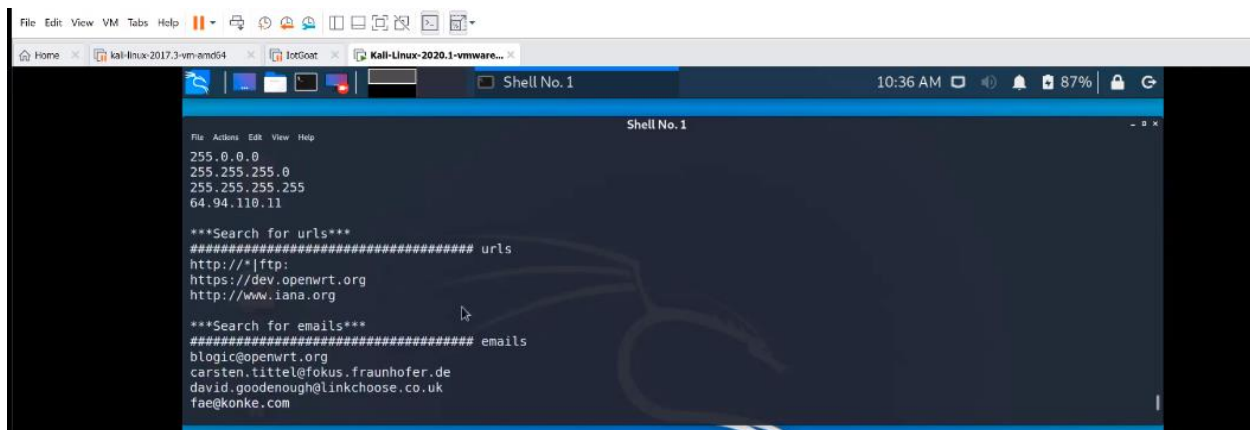 File Edit View VM Tabs Help
Home kali-linux-2017.3-vm-amd64 IotGoat Kali-Linux-2020.1-vmware...
Shell No. 1 10:36 AM 87%
Shell No. 1
File Actions Edit View Help
255.0.0.0
255.255.255.0
255.255.255.255
64.94.110.11
***Search for urls***
##################################### urls
http://*|ftp:
https://dev.openwrt.org
http://www.iana.org
***Search for emails***
##################################### emails
blogic@openwrt.org
carsten.tittel@fokus.fraunhofer.de
david.goodenough@linkchoose.co.uk
fae@konke.com